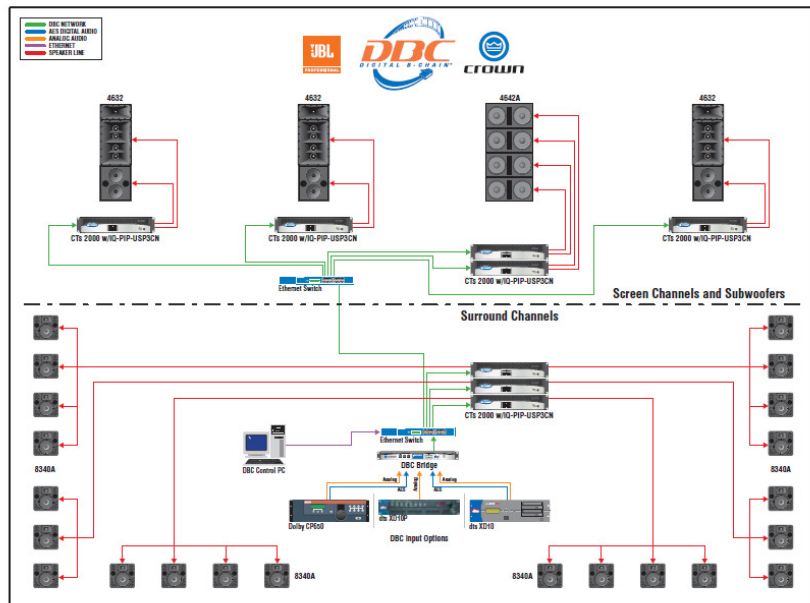 DBC NETWORK
AES DIGITAL AUDIO
ANALOG AUDIO
ETHERNET
SPEAKER LINE
JBL
PROFESSIONAL
DBC
DIGITAL B-CHAIN
crown
4632
4632
4642A
4632
CTs 2000 w/IQ-PIP-USP3CN
CTs 2000 w/IQ-PIP-USP3CN
CTs 2000 w/IQ-PIP-USP3CN
CTs 2000 w/IQ-PIP-USP3CN
Ethernet Switch
Screen Channels and Subwoofers
Surround Channels
CTs 2000 w/IQ-PIP-USP3CN
Ethernet Switch
DBC Control PC
DBC Bridge
8340A
8340A
Analog
AES
Analog
AES
Analog
Dolby CP650
dts XD10P
dts XD10
DBC Input Options
8340A
8340A